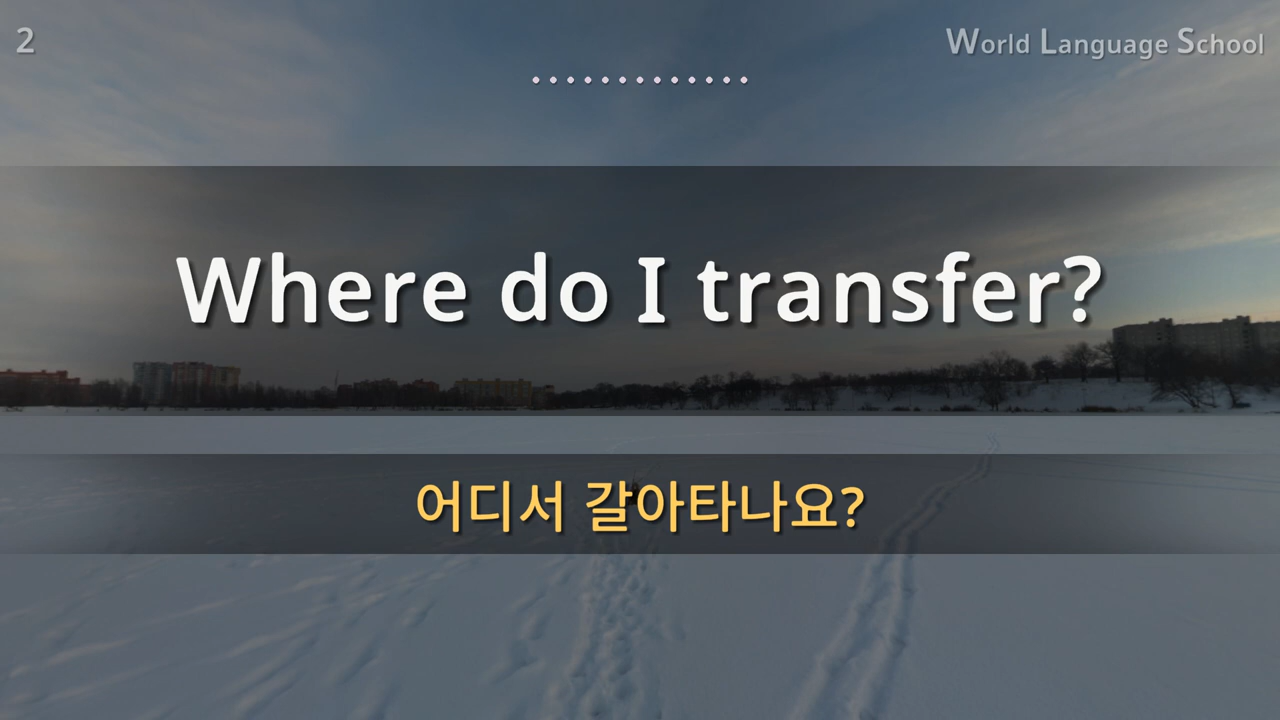 2
World Language School
Where do I transfer?
어디서 갈아타나요?